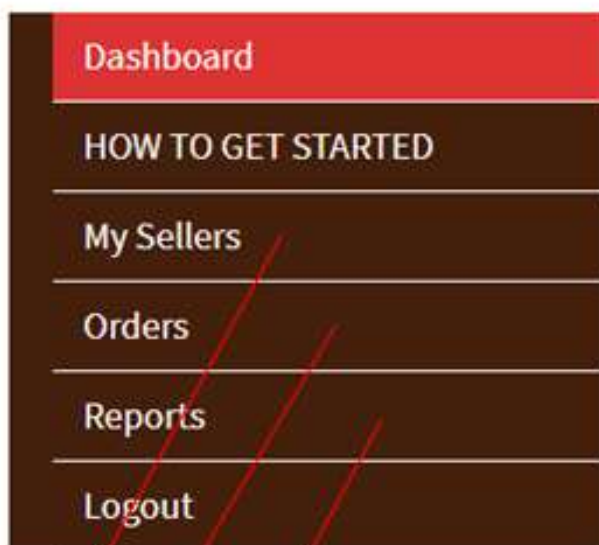 Dashboard
HOW TO GET STARTED
My Sellers
Orders
Reports
Logout